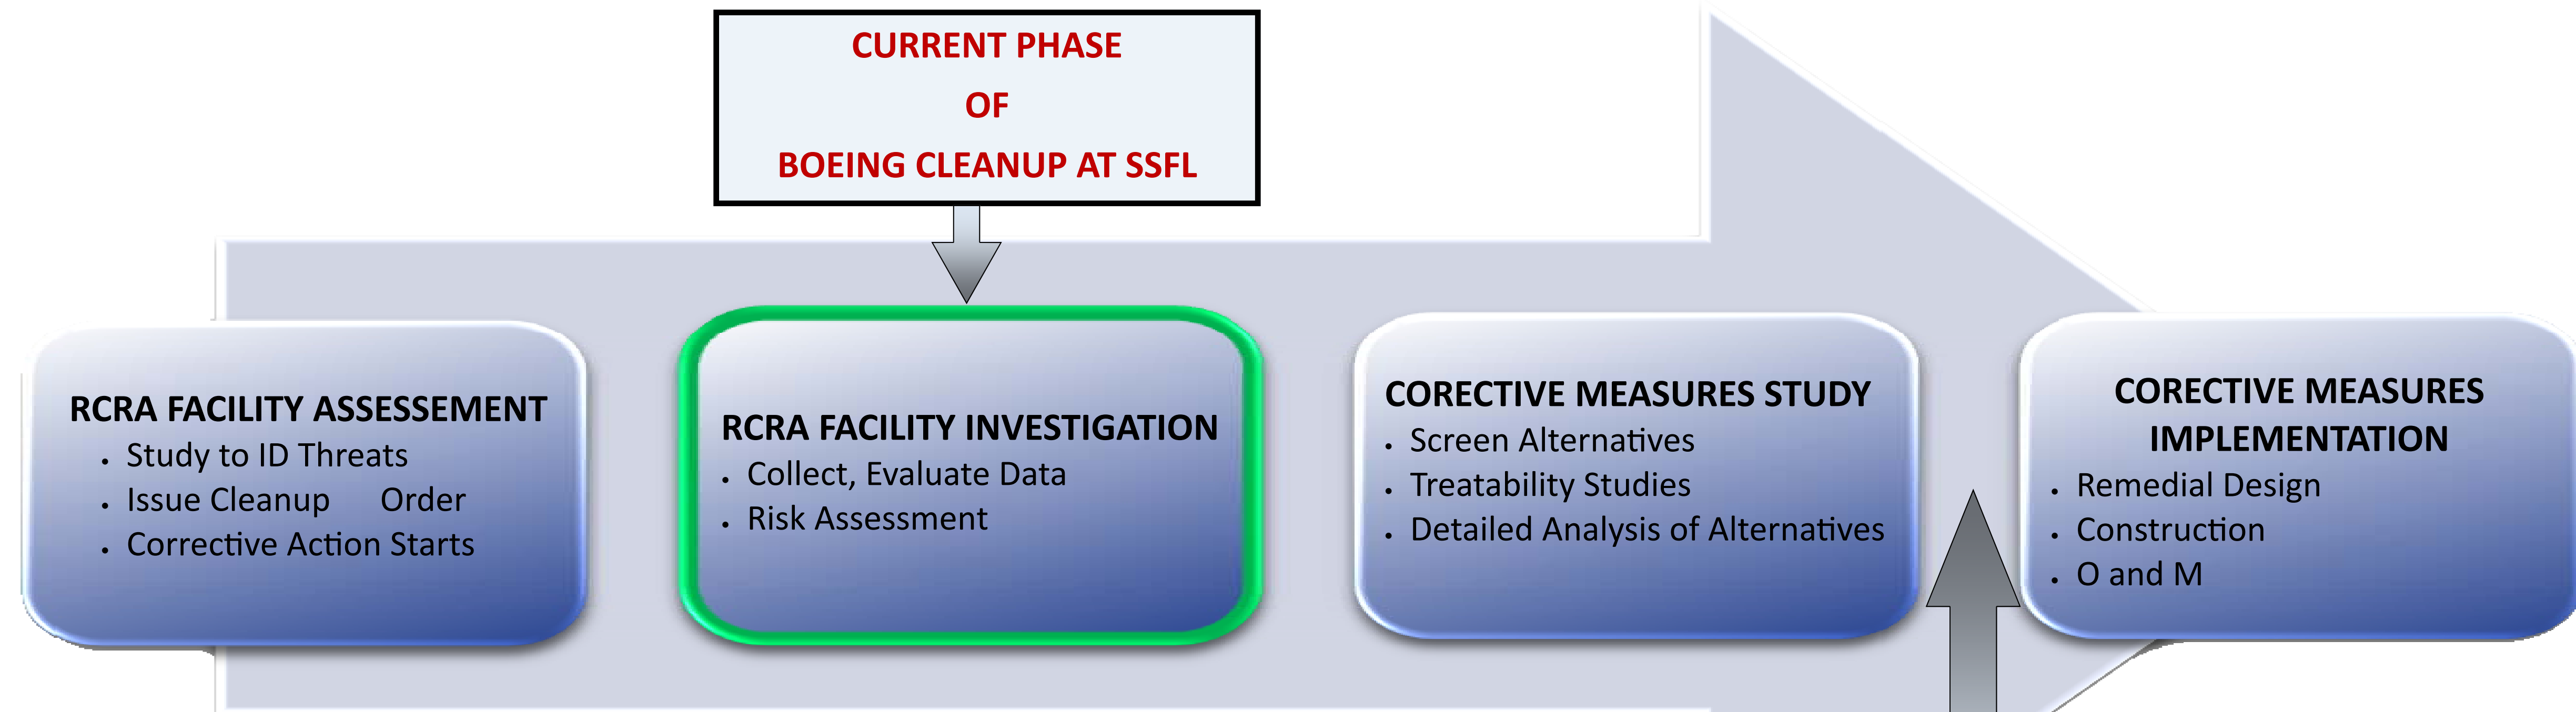 CURRENT PHASE
OF
BOEING CLEANUP AT SSFL
RCRA FACILITY ASSESSEMENT
• Study to ID Threats
• Issue Cleanup Order
• Corrective Action Starts
RCRA FACILITY INVESTIGATION
• Collect, Evaluate Data
• Risk Assessment
CORECTIVE MEASURES STUDY
• Screen Alternatives
• Treatability Studies
• Detailed Analysis of Alternatives
CORECTIVE MEASURES
IMPLEMENTATION
• Remedial Design
• Construction
• O and M